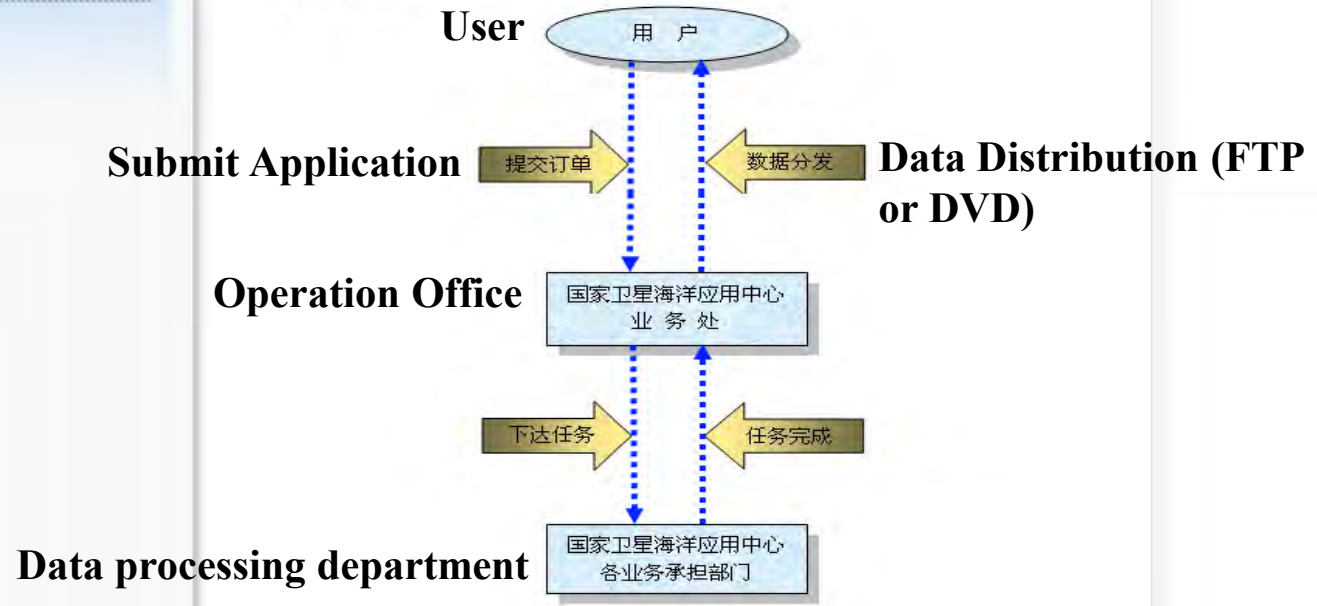 User
用 户
Submit Application
提交订单
数据分发
Data Distribution (FTP
or DVD)
Operation Office
国家卫星海洋应用中心
业 务 处
下达任务
任务完成
Data processing department
国家卫星海洋应用中心
各业务承担部门